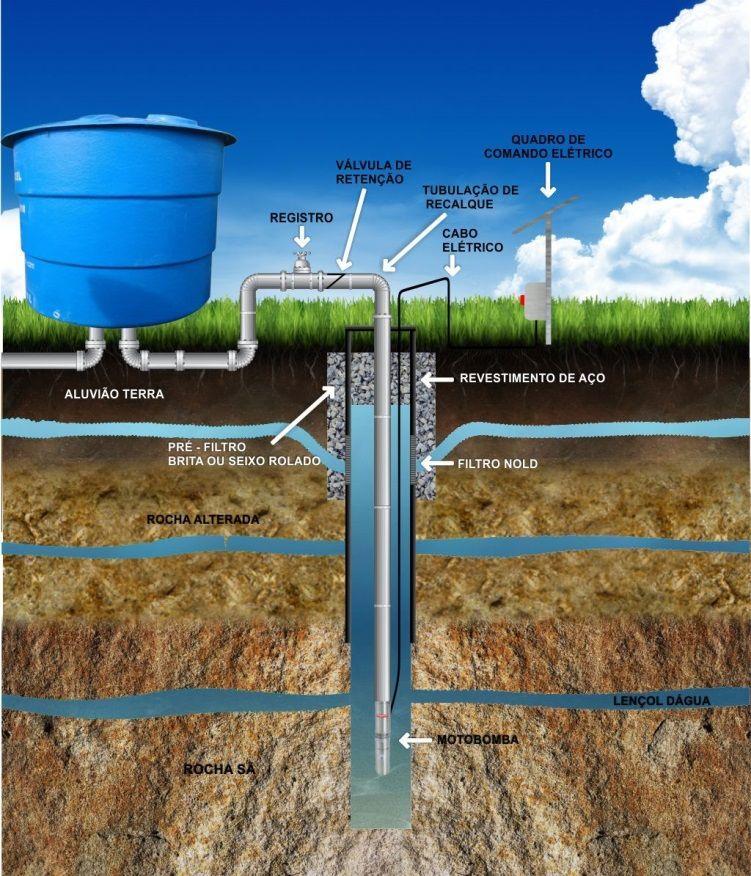 QUADRO DE
COMANDO ELÉTRICO
VÁLVULA DE
RETENÇÃO
TUBULAÇÃO DE
RECALQUE
REGISTRO
CABO
ELÉTRICO
REVESTIMENTO DE AÇO
ALUVIÃO TERRA
PRÉ - FILTRO
BRITA OU SEIXO ROLADO
FILTRO NOLD
ROCHA ALTERADA
LENÇOL DÁGUA
MOTOBOMBA
ROCHA SÃ